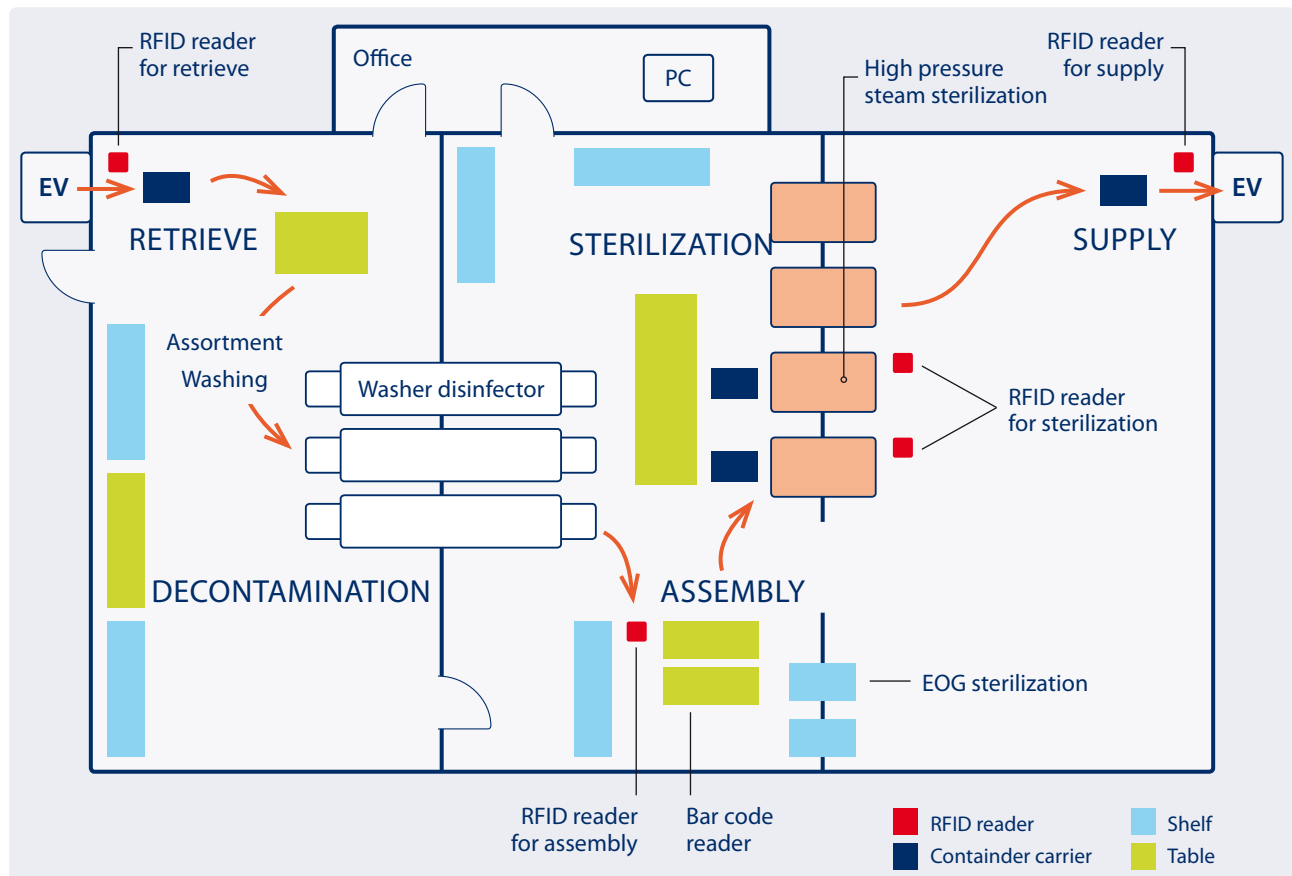 RFID reader
for retrieve
Office
PC
High pressure
steam sterilization
RFID reader
for supply
EV
EV
RETRIEVE
STERILIZATION
SUPPLY
Assortment
Washing
Washer disinfector
RFID reader
for sterilization
DECONTAMINATION
ASSEMBLY
EOG sterilization
RFID reader
for assembly
Bar code
reader
RFID reader
Shelf
Containder carrier
Table